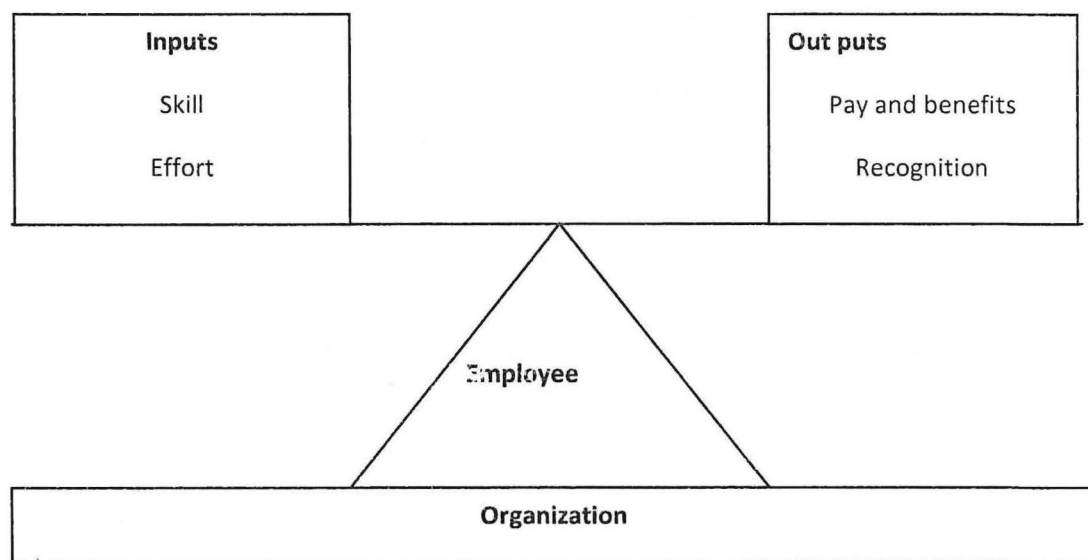 Inputs
Skill
Effort
Out puts
Pay and benefits
Recognition
Employee
Organization